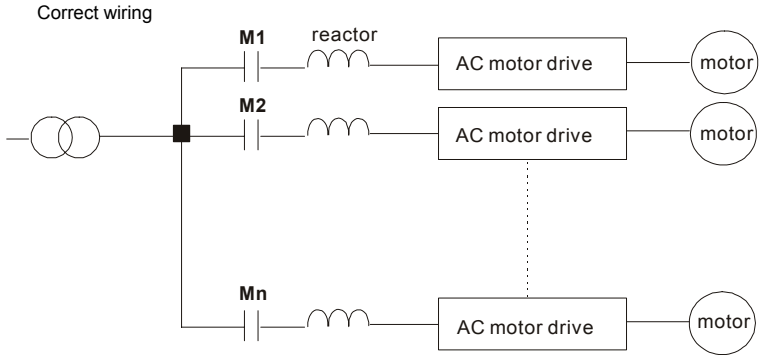 Correct wiring
M1
reactor
AC motor drive
motor
M2
AC motor drive
motor
Mn
AC motor drive
motor